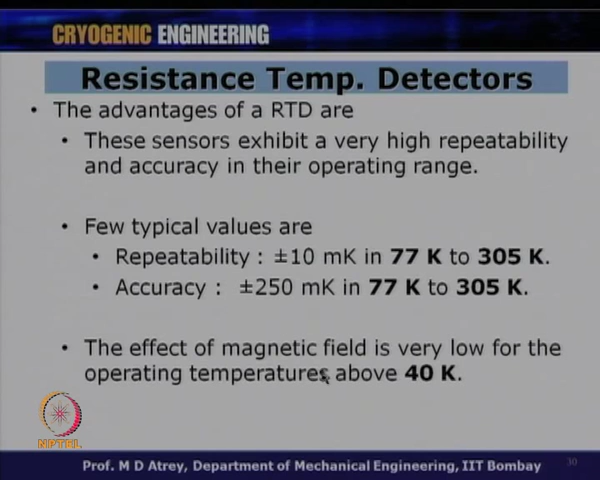 CRYOGENIC ENGINEERING
Resistance Temp. Detectors
• The advantages of a RTD are
• These sensors exhibit a very high repeatability
and accuracy in their operating range.
• Few typical values are
• Repeatability : ±10 mK in 77 K to 305 K.
• Accuracy : ±250 mK in 77 K to 305 K.
• The effect of magnetic field is very low for the
operating temperatures above 40 K.
NPTEL
Prof. M D Atrey, Department of Mechanical Engineering, IIT Bombay
30